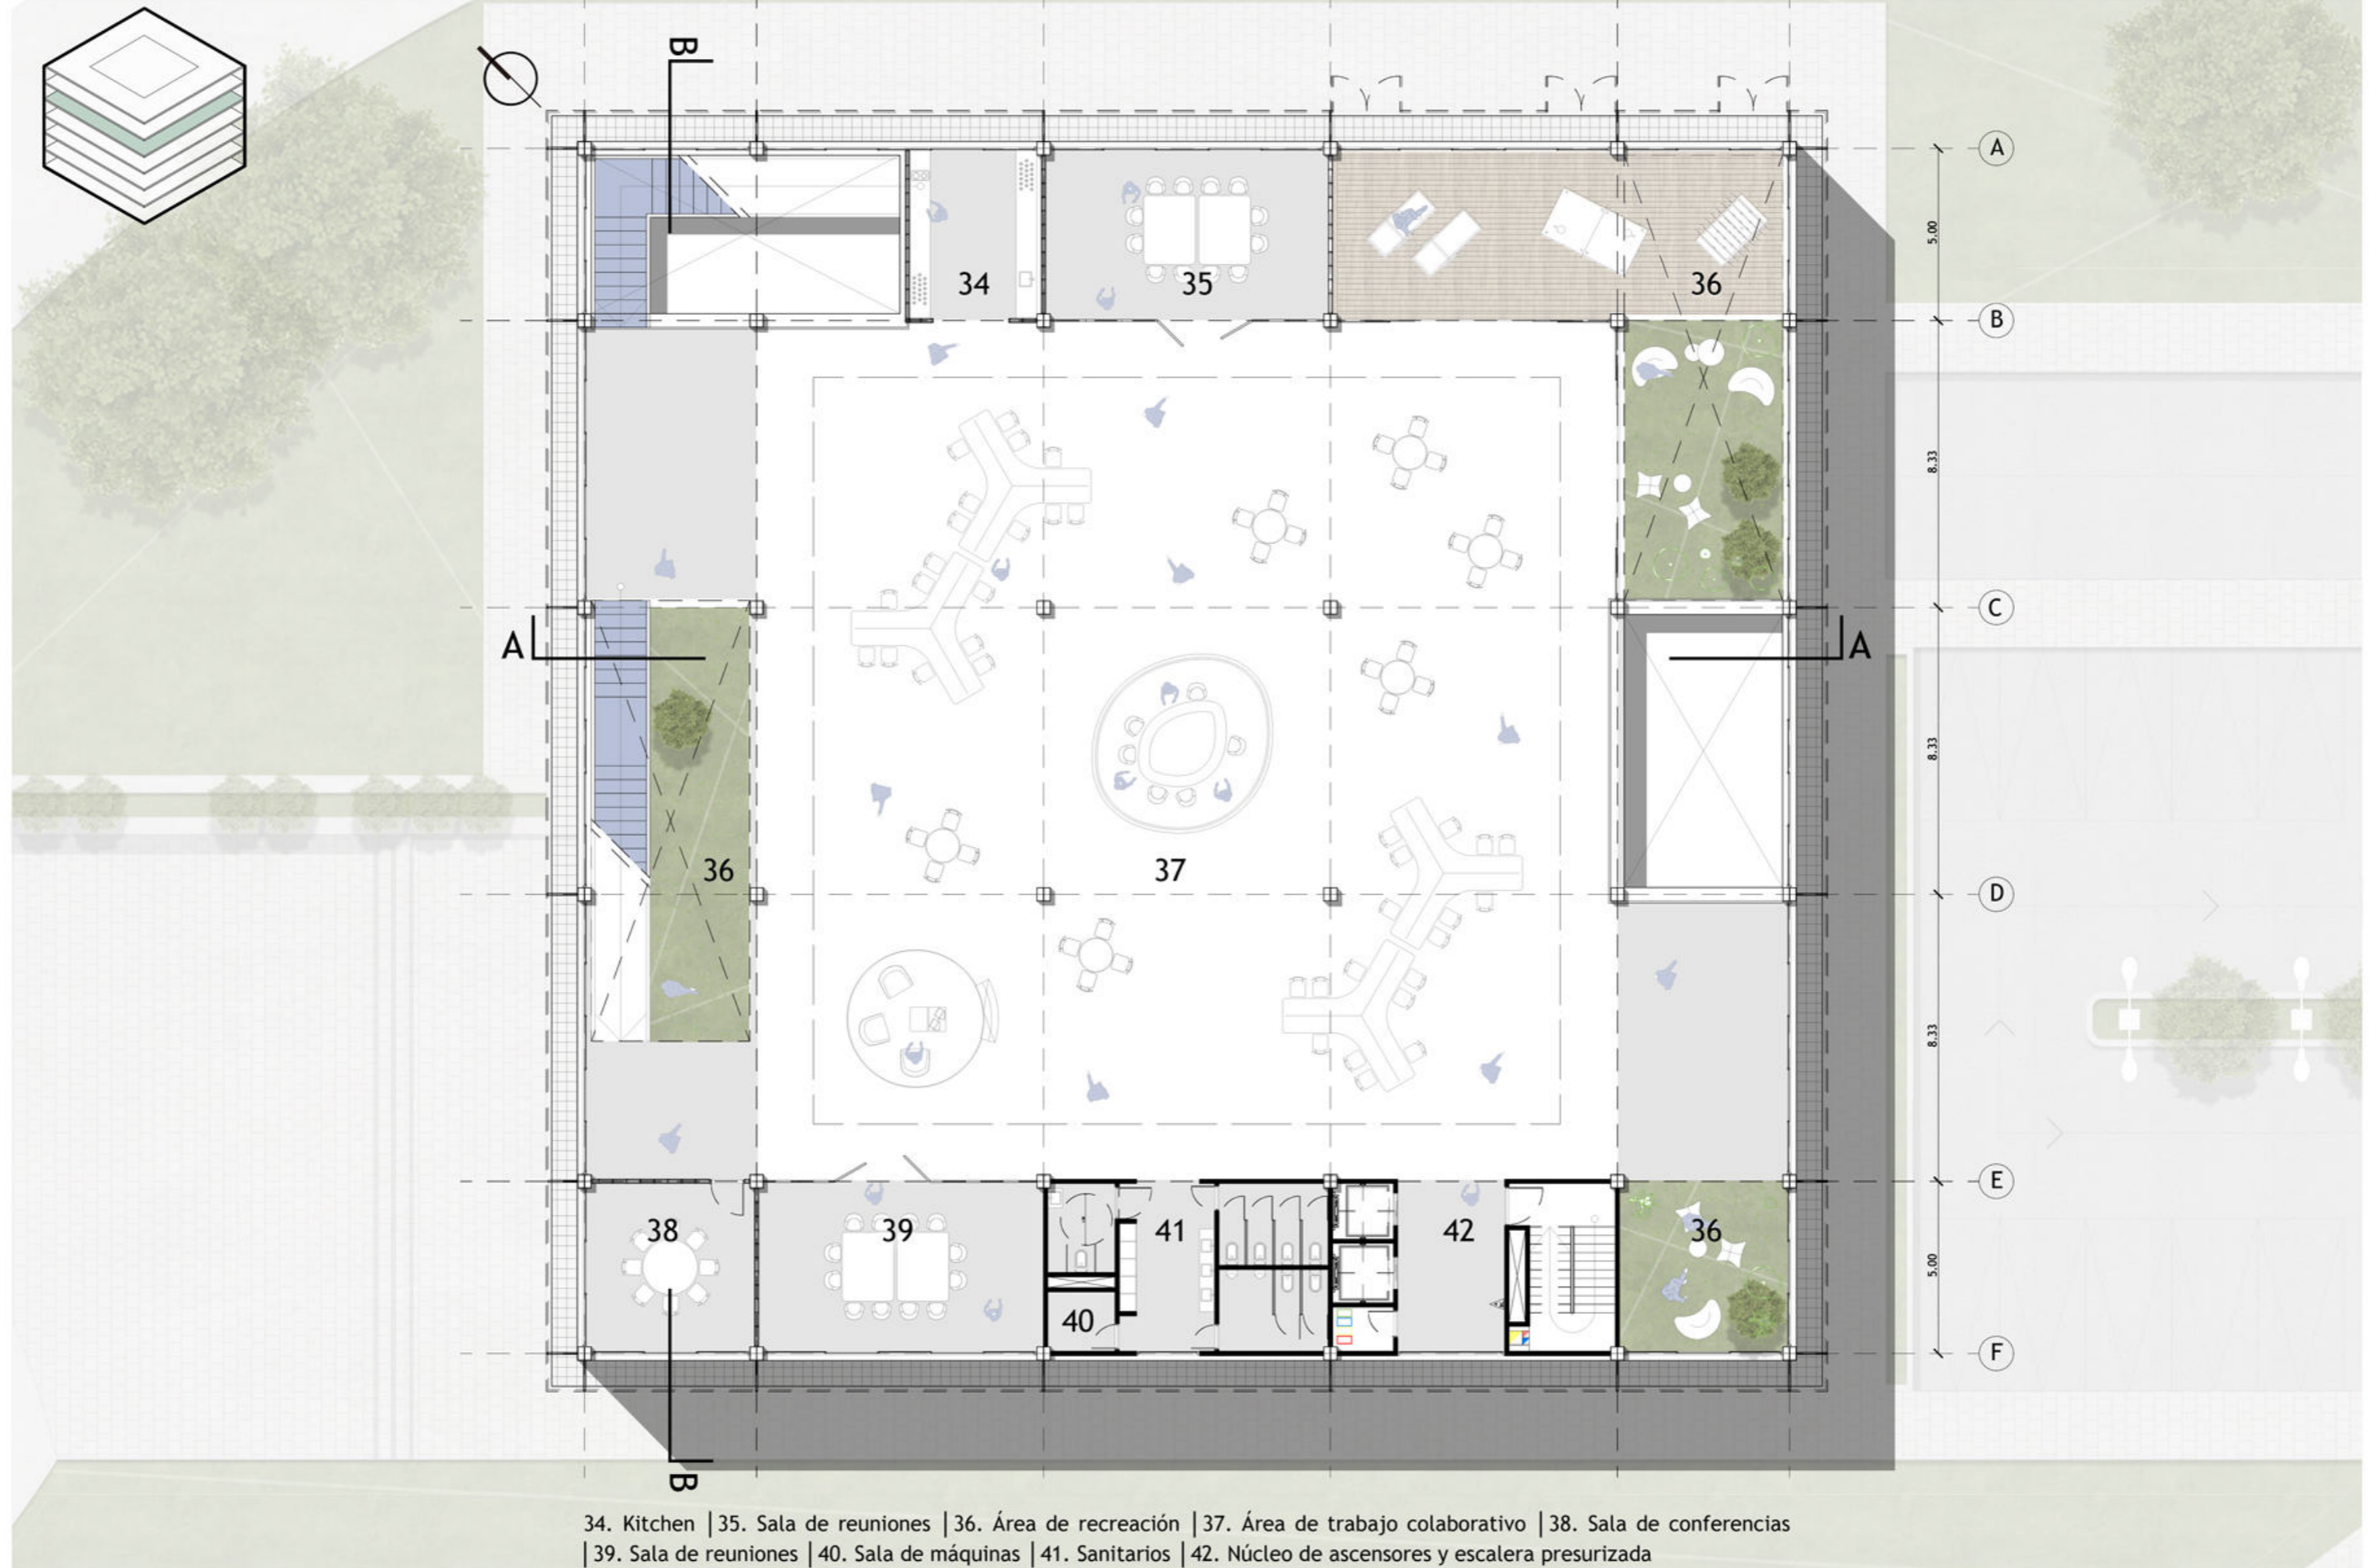 B
A
5.00
34
35
36
B
8.33
C
A
A
8.33
36
37
D
8.33
E
38
39
41
42
36
5.00
40
F
B
34. Kitchen |35. Sala de reuniones |36. Área de recreación |37. Área de trabajo colaborativo |38. Sala de conferencias
|39. Sala de reuniones |40. Sala de máquinas |41. Sanitarios |42. Núcleo de ascensores y escalera presurizada